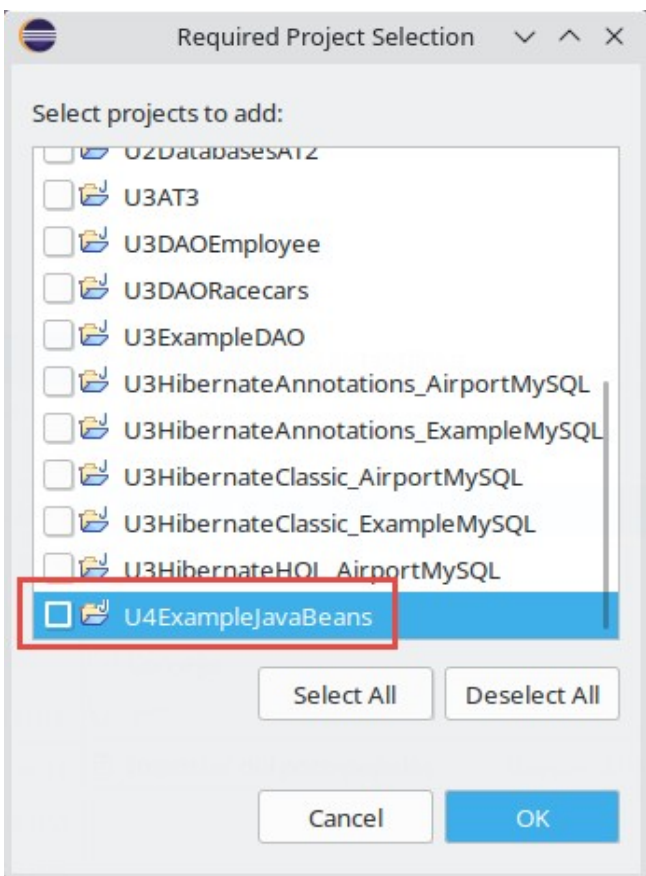 Required Project Selection
Select projects to add:
U2DatabasesAT2
U3AT3
U3DAOEmployee
U3DAORacecars
U3ExampleDAO
U3HibernateAnnotations_AirportMySQL
U3HibernateAnnotations_ExampleMySQL
U3HibernateClassic_AirportMySQL
U3HibernateClassic_ExampleMySQL
U3HibernateHQL_AirportMySQL
U4ExampleJavaBeans
Select All Deselect All
Cancel OK